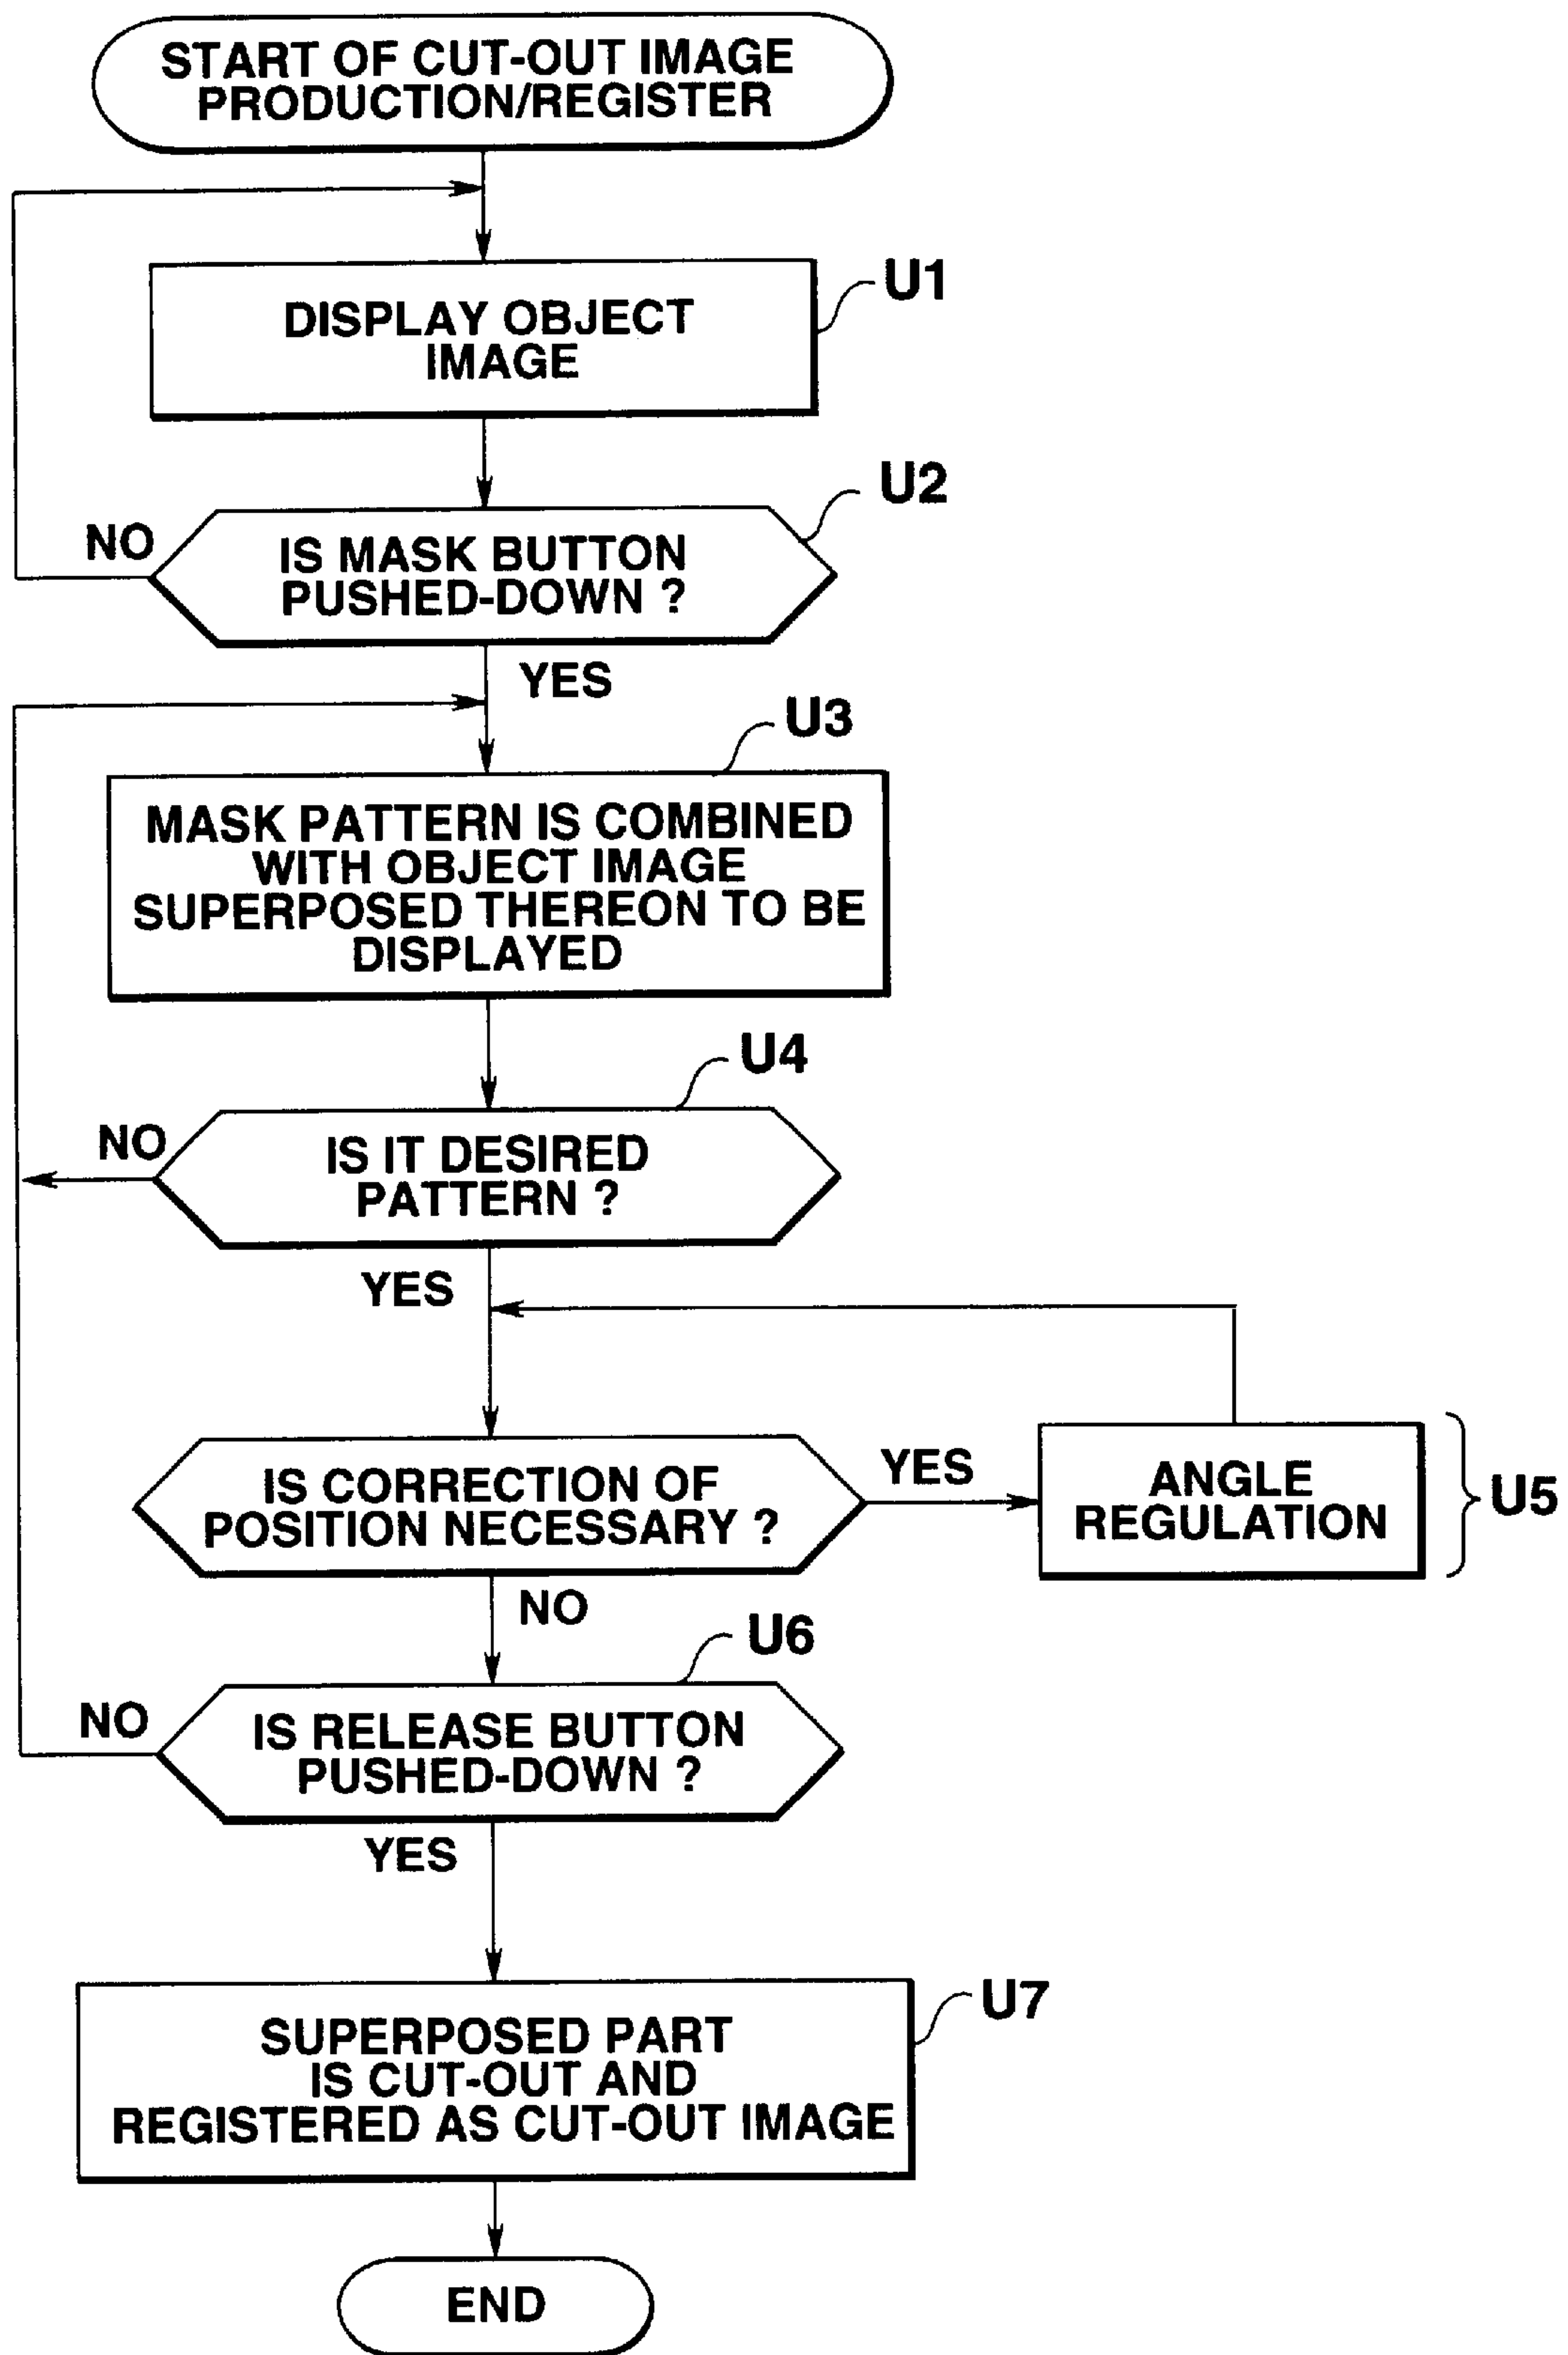 START OF CUT-OUT IMAGE
PRODUCTION/REGISTER
U1
DISPLAY OBJECT
IMAGE
U2
NO
IS MASK BUTTON
PUSHED-DOWN ?
YES
U3
MASK PATTERN IS COMBINED
WITH OBJECT IMAGE
SUPERPOSED THEREON TO BE
DISPLAYED
U4
NO
IS IT DESIRED
PATTERN ?
YES
IS CORRECTION OF
POSITION NECESSARY ?
YES
ANGLE
REGULATION
U5
NO
U6
NO
IS RELEASE BUTTON
PUSHED-DOWN ?
YES
U7
SUPERPOSED PART
IS CUT-OUT AND
REGISTERED AS CUT-OUT IMAGE
END